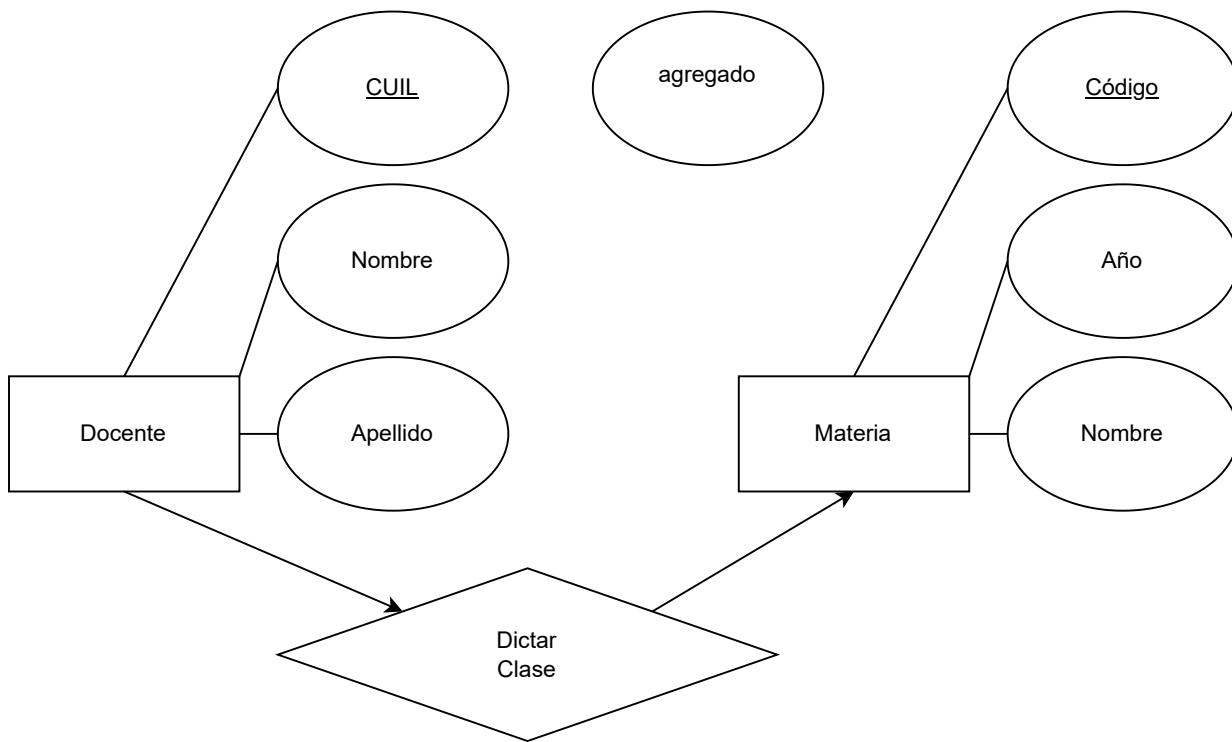 CUIL
agregado
Código
Nombre
Año
Docente
Apellido
Materia
Nombre
Dictar
Clase